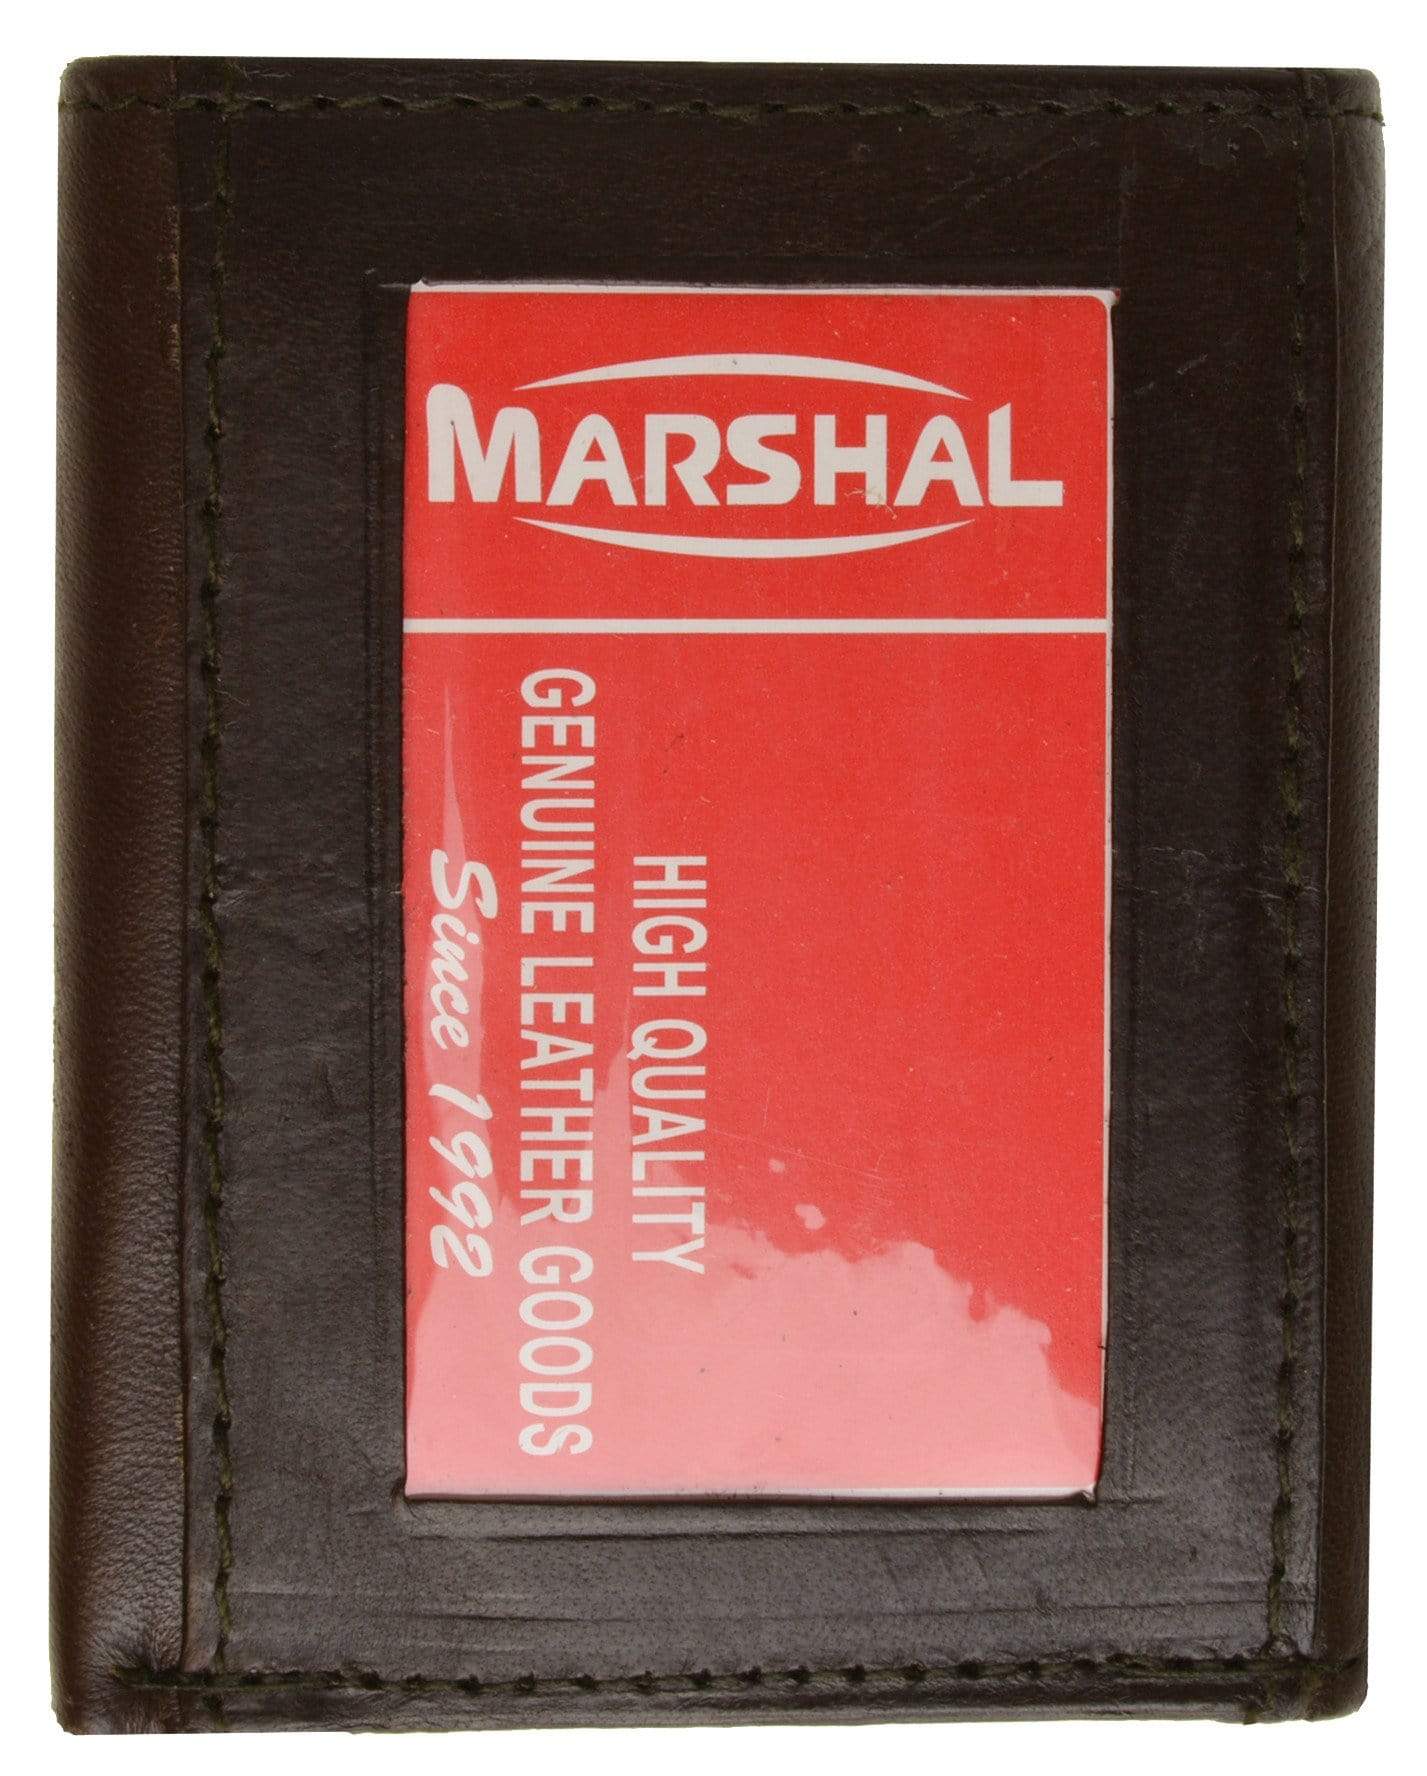 MARSHAL
HIGH QUALITY
GENUINE LEATHER GOODS
Since 1992